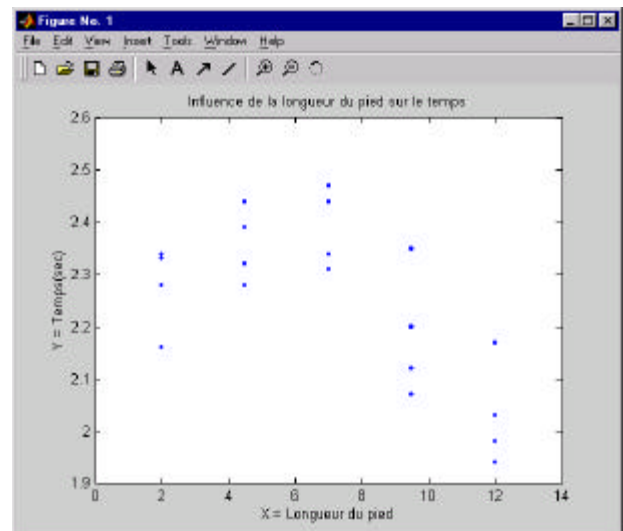 Figure No. 1
File Edit View Insert Tools Window Help
A
Influence de la longueur du pied sur le temps
2.6
2.5
2.4
2.3
2.2
2.1
2
1.9
Y = Temps(sec)
0 2 4 6 8 10 12 14
X = Longueur du pied